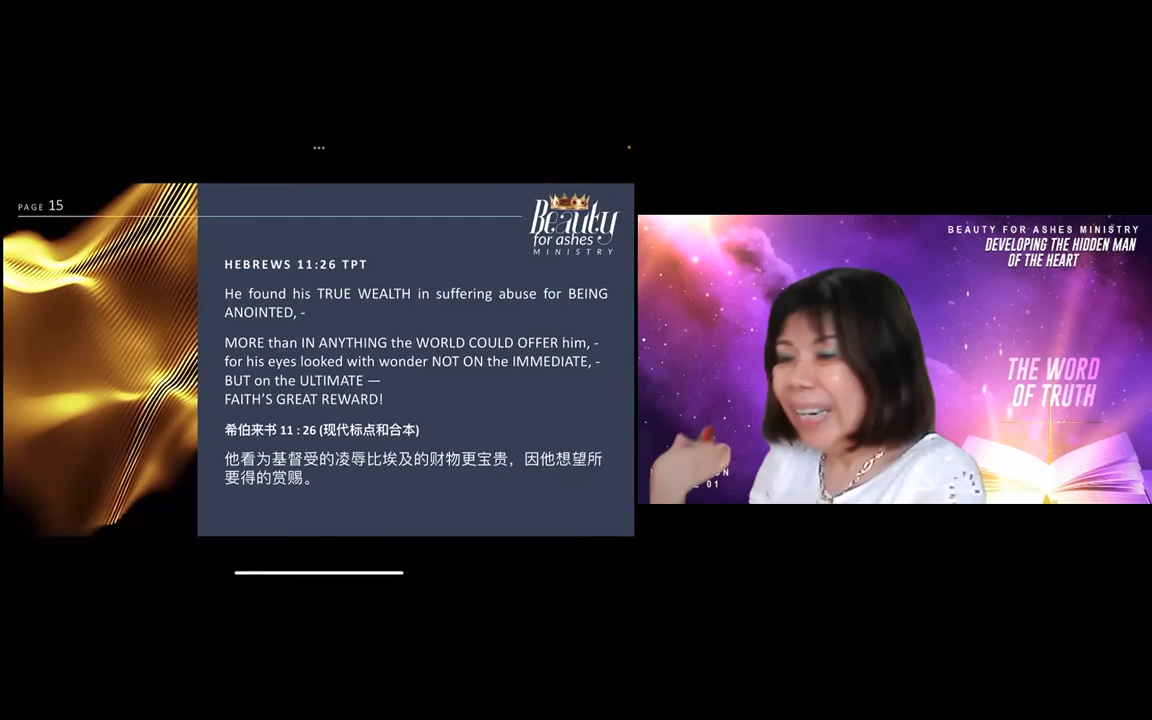 PAGE 15
Beauty
for ashes
MINISTRY
HEBREWS 11:26 TPT
He found his TRUE WEALTH in suffering abuse for BEING
ANOINTED, -
MORE than IN ANYTHING the WORLD COULD OFFER him, -
for his eyes looked with wonder NOT ON the IMMEDIATE, -
BUT on the ULTIMATE —
FAITH'S GREAT REWARD!
希伯来书 11 : 26 (现代标点和合本)
他看为基督受的凌辱比埃及的财物更宝贵，因他想望所
要得的赏赐。
BEAUTY FOR ASHES MINISTRY
DEVELOPING THE HIDDEN MAN
OF THE HEART
THE WORD
OF TRUTH
01